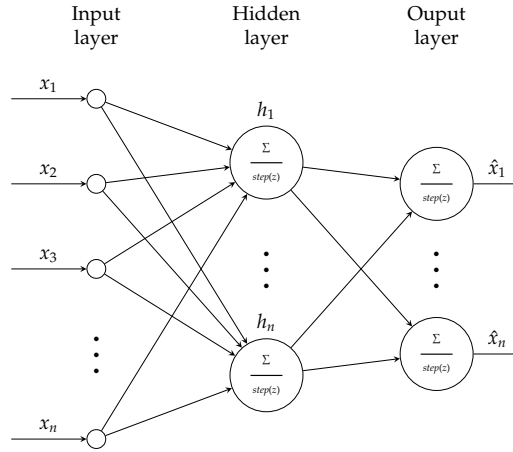 Input layer
Hidden layer
Ouput layer
x₁
x₂
x₃
xₙ
h₁
Σ
step(z)
hₙ
Σ
step(z)
Σ
step(z)
x̂₁
Σ
step(z)
x̂ₙ